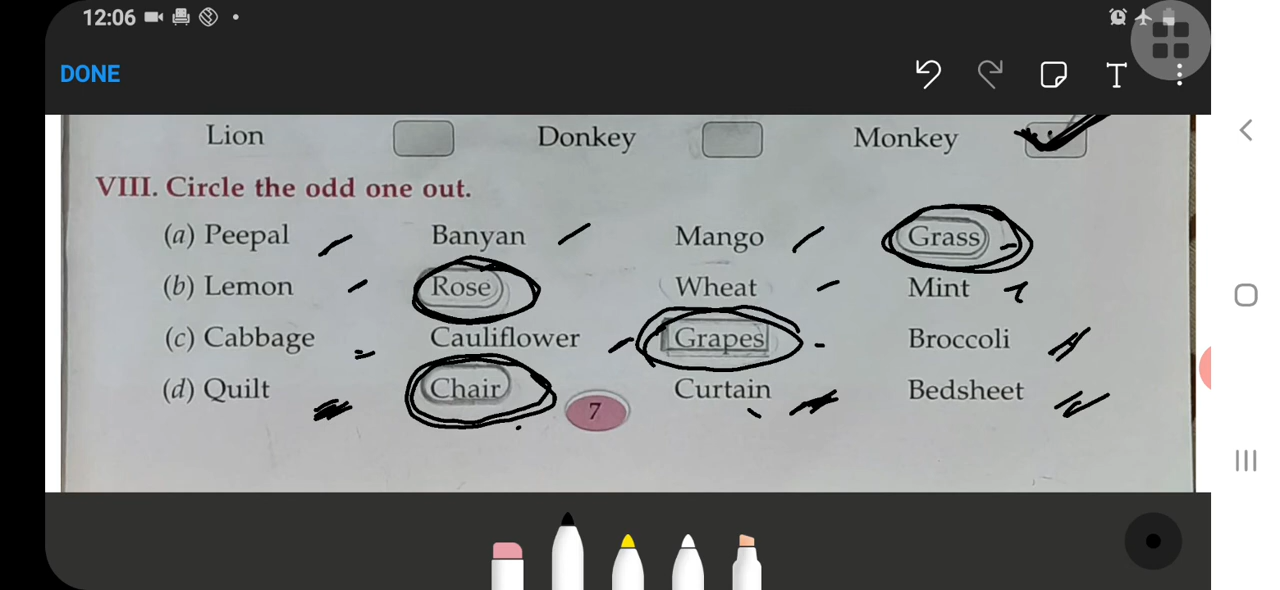 12:06
DONE
T
Lion Donkey Monkey
VIII. Circle the odd one out.
(a) Peepal Banyan Mango Grass
(b) Lemon Rose Wheat Mint
(c) Cabbage Cauliflower Grapes Broccoli
(d) Quilt Chair Curtain Bedsheet
7